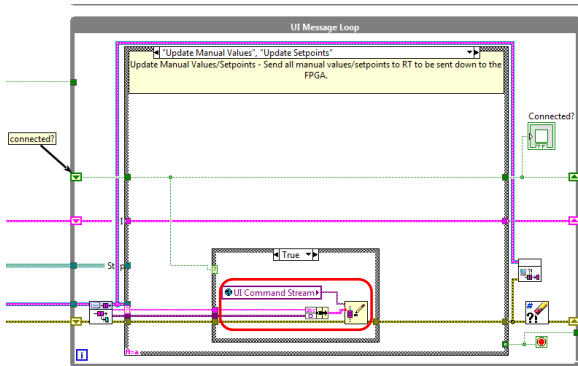 UI Message Loop
"Update Manual Values", "Update Setpoints"
Update Manual Values/Setpoints - Send all manual values/setpoints to RT to be sent down to the
FPGA.
Connected?
TF
connected?
True
?
UI Command Stream
#
?!
i
A=a